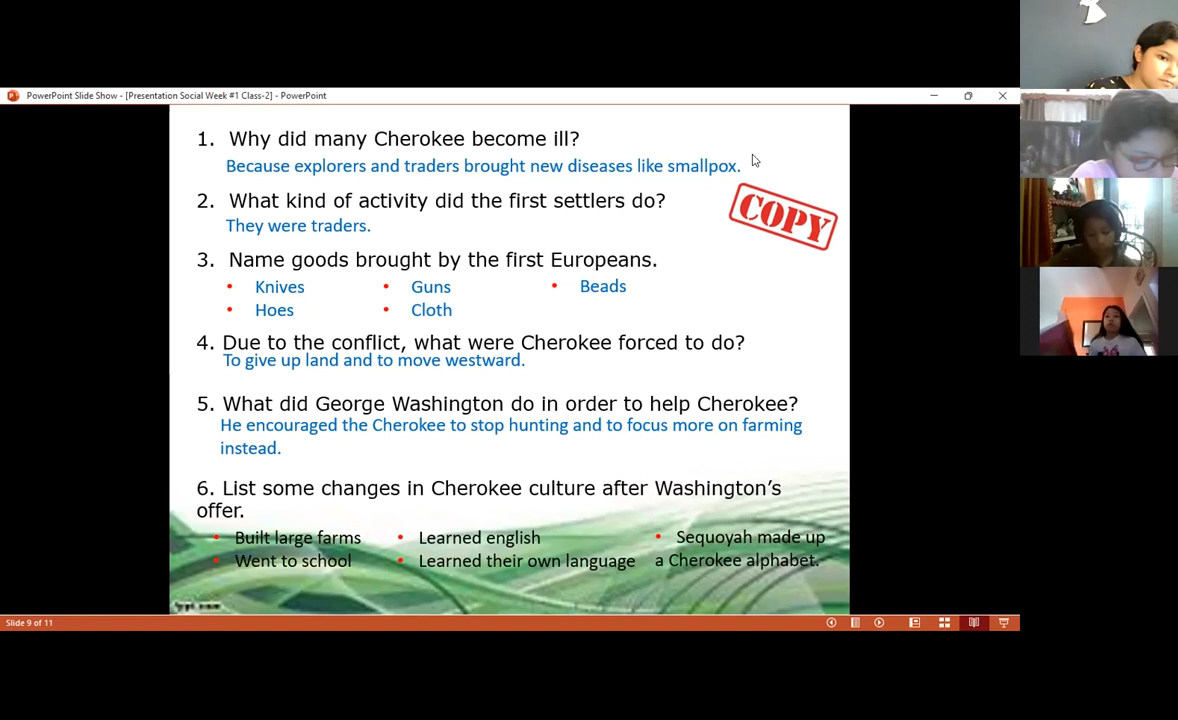 PowerPoint Slide Show - [Presentation Social Week #1 Class-2] - PowerPoint
1. Why did many Cherokee become ill?
Because explorers and traders brought new diseases like smallpox.
2. What kind of activity did the first settlers do?
COPY
They were traders.
3. Name goods brought by the first Europeans.
• Knives • Guns • Beads
• Hoes • Cloth
4. Due to the conflict, what were Cherokee forced to do?
To give up land and to move westward.
5. What did George Washington do in order to help Cherokee?
He encouraged the Cherokee to stop hunting and to focus more on farming
instead.
6. List some changes in Cherokee culture after Washington's
offer.
• Built large farms • Learned english • Sequoyah made up
• Went to school • Learned their own language a Cherokee alphabet.
Slide 9 of 11